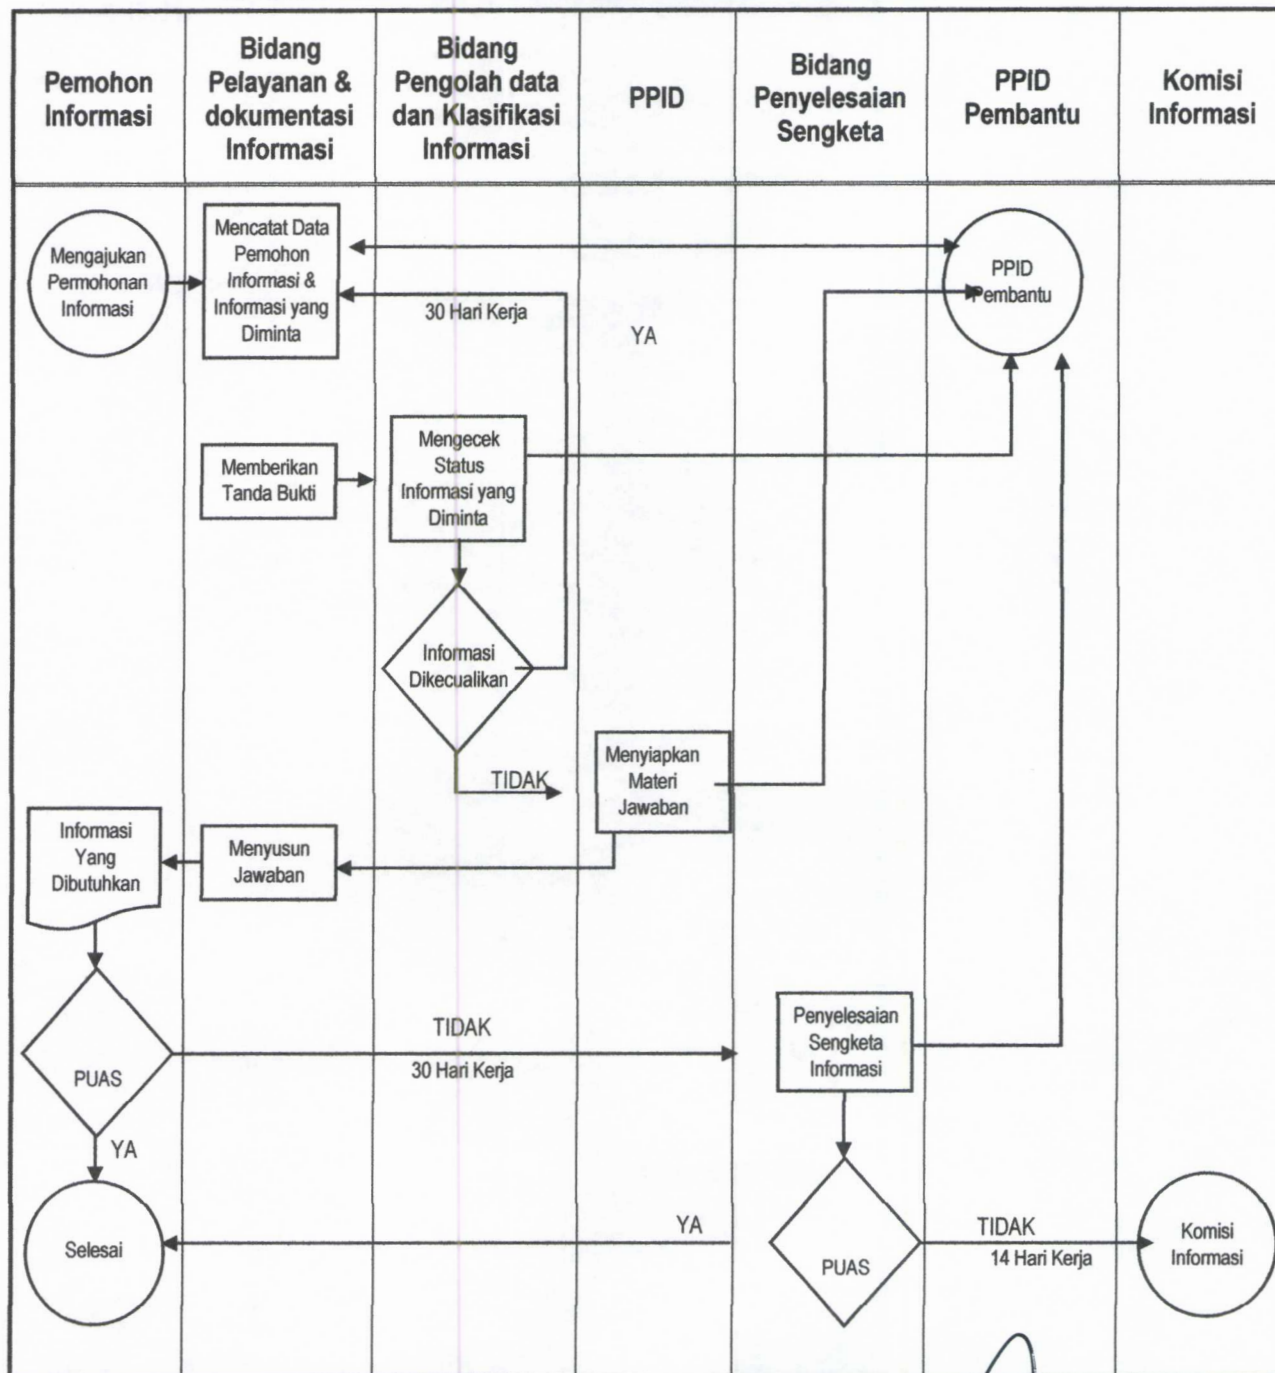 Pemohon
Informasi
Bidang
Pelayanan &
dokumentasi
Informasi
Bidang
Pengolah data
dan Klasifikasi
Informasi
PPID
Bidang
Penyelesaian
Sengketa
PPID
Pembantu
Komisi
Informasi
Mengajukan
Permohonan
Informasi
Mencatat Data
Pemohon
Informasi &
Informasi yang
Diminta
30 Hari Kerja
YA
PPID
Pembantu
Memberikan
Tanda Bukti
Mengecek
Status
Informasi yang
Diminta
Informasi
Dikecualikan
TIDAK
Menyiapkan
Materi
Jawaban
Informasi
Yang
Dibutuhkan
Menyusun
Jawaban
PUAS
TIDAK
30 Hari Kerja
Penyelesaian
Sengketa
Informasi
YA
Selesai
YA
PUAS
TIDAK
14 Hari Kerja
Komisi
Informasi